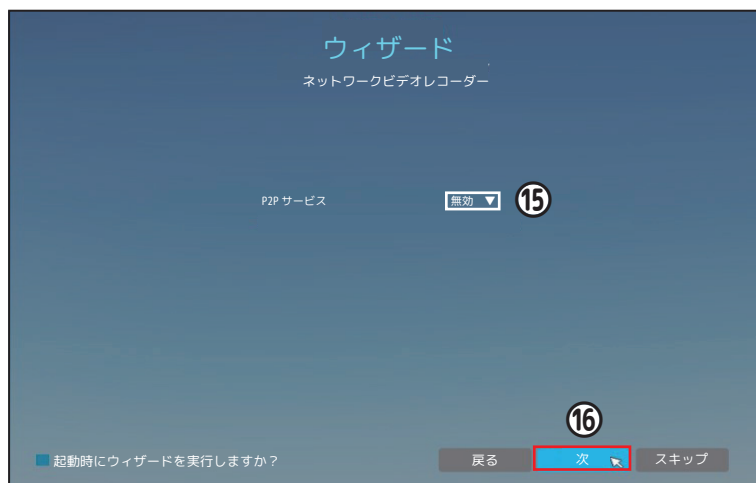 ウィザード
ネットワークビデオレコーダー
P2P サービス
無効 ▼
⑮
⑯
起動時にウィザードを実行しますか？
戻る
次
スキップ